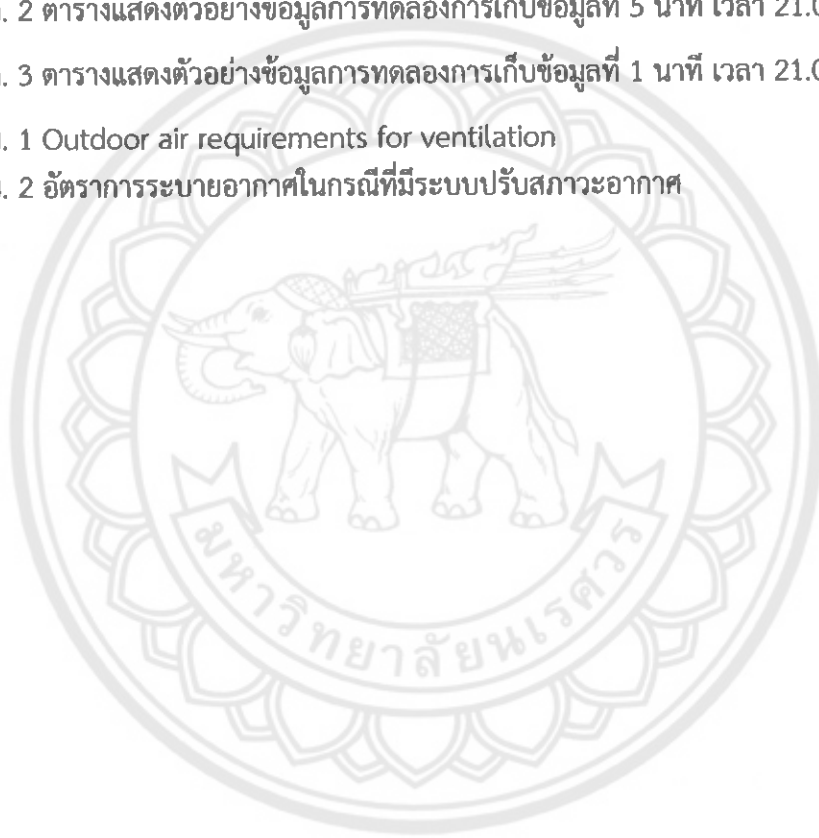 . 2 ตารางแสดงตัวอย่างข้อมูลการทดลองการเก็บข้อมูลที่ 5 นาที เวลา 21.0
. 3 ตารางแสดงตัวอย่างข้อมูลการทดลองการเก็บข้อมูลที่ 1 นาที เวลา 21.0
. 1 Outdoor air requirements for ventilation
. 2 อัตราการระบายอากาศในกรณีที่มีระบบปรับสภาวะอากาศ
มหาวิทยาลัยนเรศวร